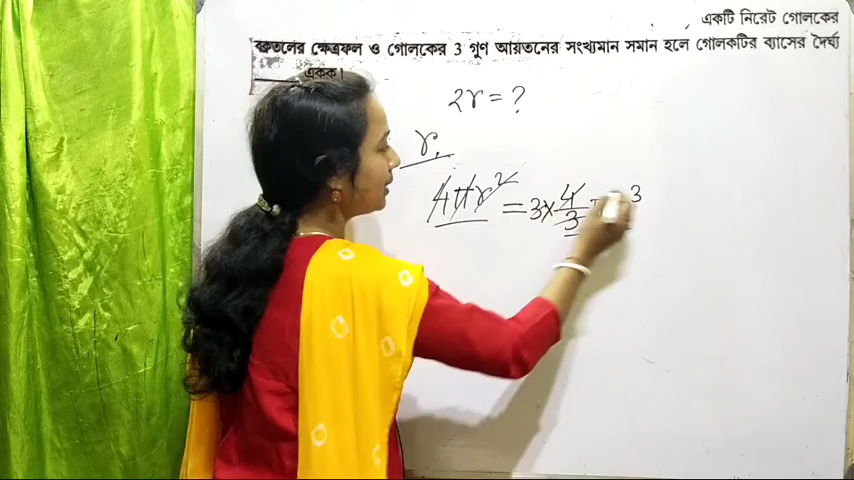 একটি নিরেট গোলকের
বক্রতলের ক্ষেত্রফল ও গোলকের 3 গুণ আয়তনের সংখ্যমান সমান হলে গোলকটির ব্যাসের দৈর্ঘ্য
একক।
2r = ?
r.
4πr² = 3× 4/3 3